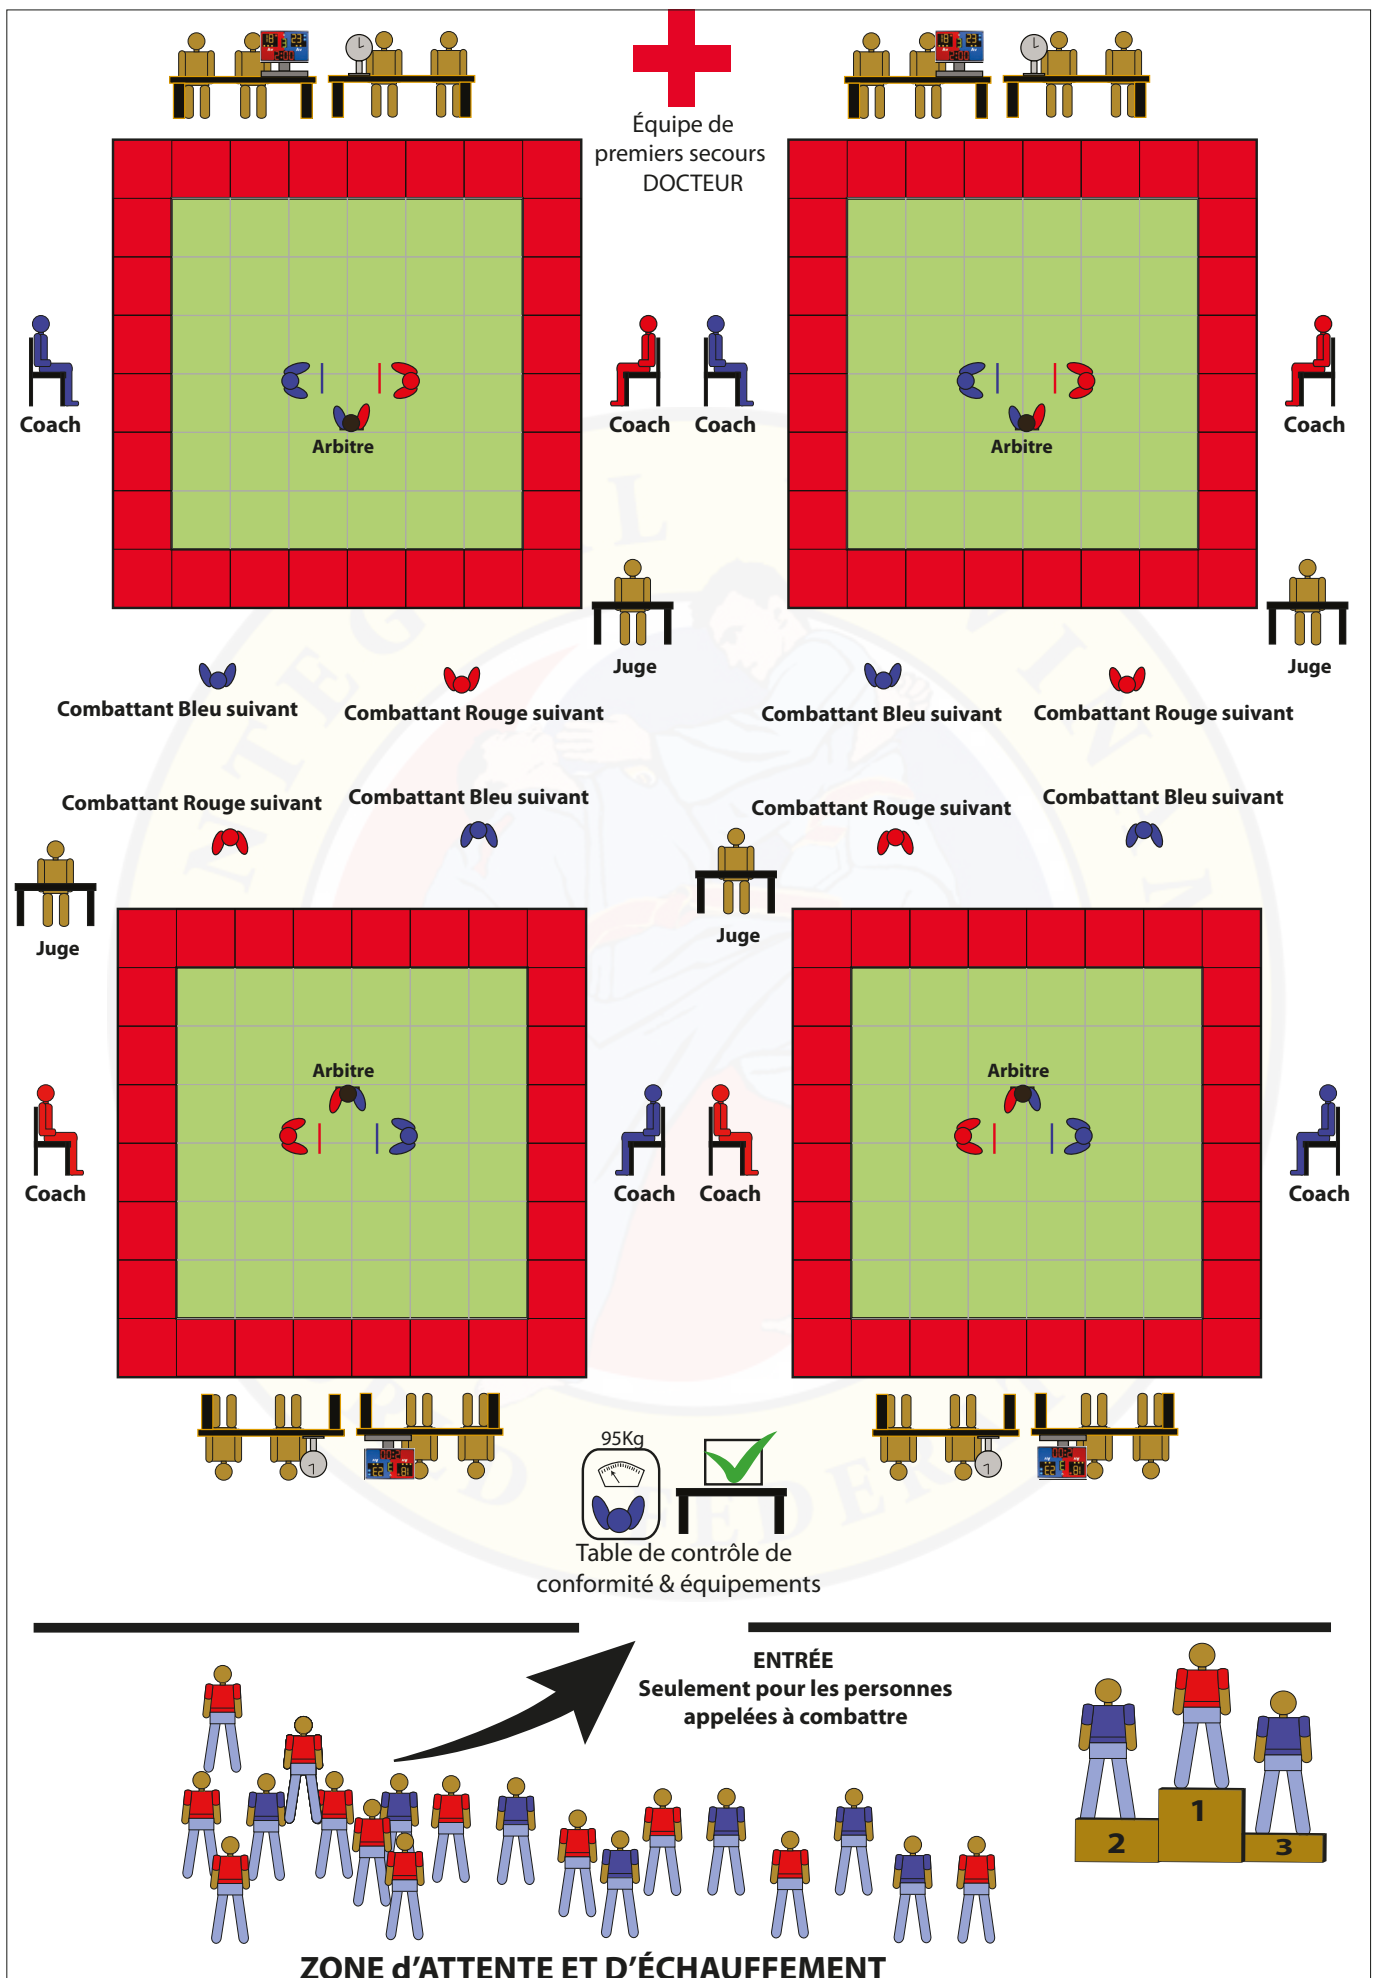 Équipe de
premiers secours
DOCTEUR
Coach
Coach
Coach
Coach
Arbitre
Arbitre
Juge
Juge
Combattant Bleu suivant
Combattant Rouge suivant
Combattant Bleu suivant
Combattant Rouge suivant
Combattant Rouge suivant
Combattant Bleu suivant
Combattant Rouge suivant
Combattant Bleu suivant
Juge
Juge
Arbitre
Arbitre
Coach
Coach
Coach
Coach
95Kg
Table de contrôle de
conformité & équipements
ENTRÉE
Seulement pour les personnes
appelées à combattre
1
2
3
ZONE d'ATTENTE ET D'ÉCHAUFFEMENT